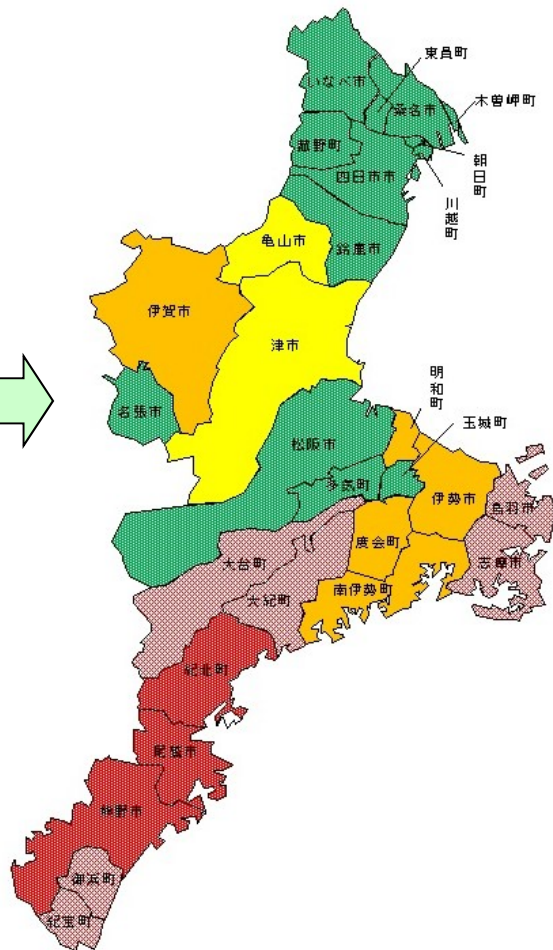 東員町
いなべ市
桑名市
木曽岬町
菰野町
四日市市
朝日町
川越町
亀山市
鈴鹿市
伊賀市
津市
名張市
明和町
玉城町
松阪市
多気町
伊勢市
鳥羽市
度会町
志摩市
大台町
大紀町
南伊勢町
紀北町
尾鷲市
熊野市
御浜町
紀宝町